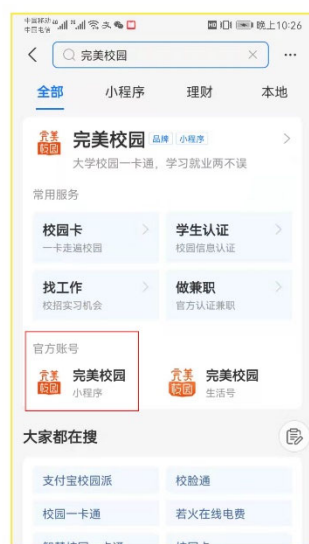 中国移动
中国电信
晚上10:26
完美校园
全部 小程序 理财 本地
完美校园
完美校园 品牌 小程序
大学校园一卡通，学习就业两不误
常用服务
校园卡 学生认证
一卡走遍校园 校园信息认证
找工作 做兼职
校招实习机会 官方认证兼职
官方账号
完美校园 完美校园
完美校园 完美校园
小程序 生活号
大家都在搜
支付宝校园派 校脸通
校园一卡通 若火在线电费